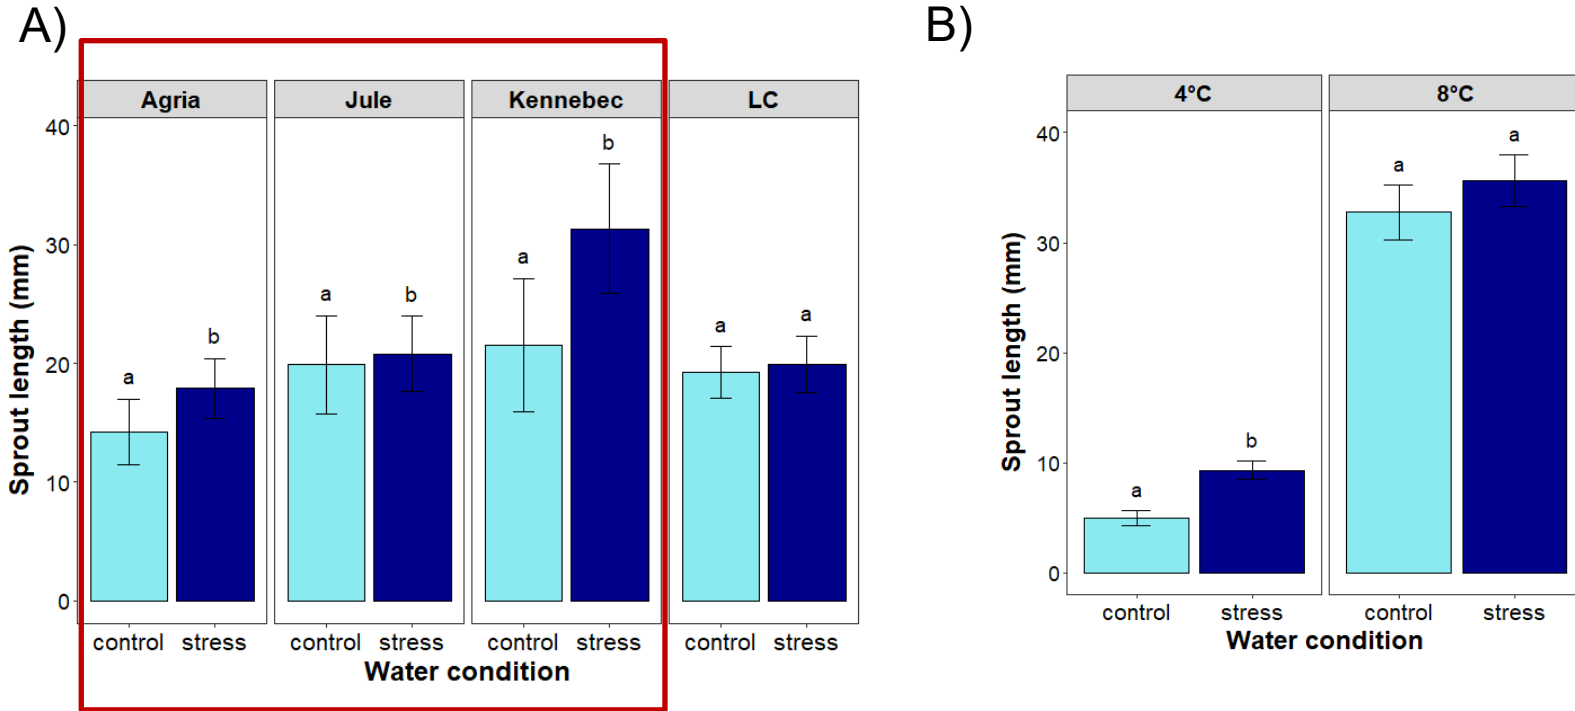 A)
Agria Jule Kennebec LC
40
30
20
10
0
Sprout length (mm)
a b a b a b a a
control stress control stress control stress control stress
Water condition
B)
4°C 8°C
40
30
20
10
0
Sprout length (mm)
a b a a
control stress control stress
Water condition